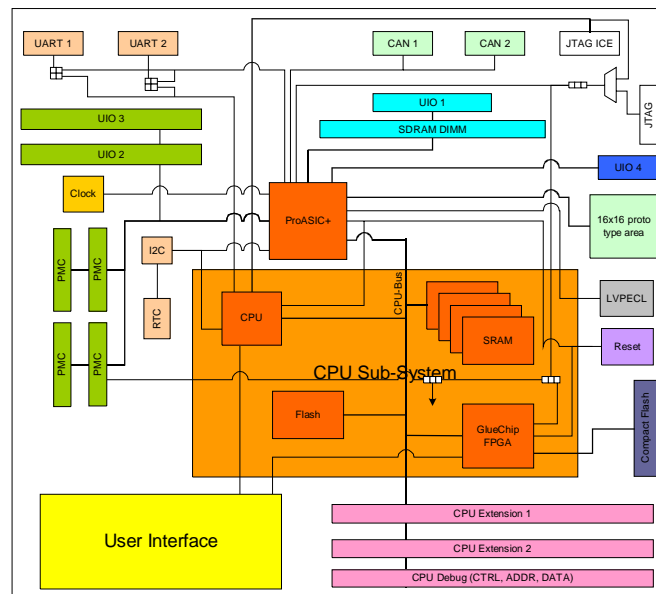 UART 1
UART 2
CAN 1
CAN 2
JTAG ICE
UIO 1
JTAG
UIO 3
SDRAM DIMM
UIO 2
UIO 4
Clock
ProASIC+
16x16 proto
type area
PMC
PMC
I2C
CPU-Bus
LVPECL
RTC
CPU
SRAM
Reset
PMC
PMC
CPU Sub-System
Flash
GlueChip
FPGA
Compact Flash
User Interface
CPU Extension 1
CPU Extension 2
CPU Debug (CTRL, ADDR, DATA)